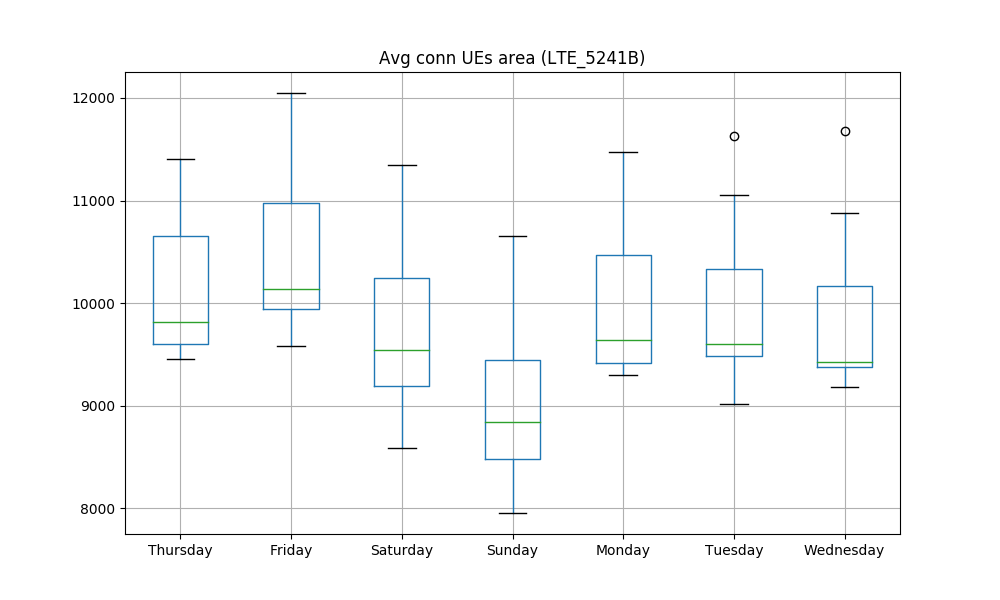 Avg conn UEs area (LTE_5241B)
12000
11000
10000
9000
8000
Thursday Friday Saturday Sunday Monday Tuesday Wednesday